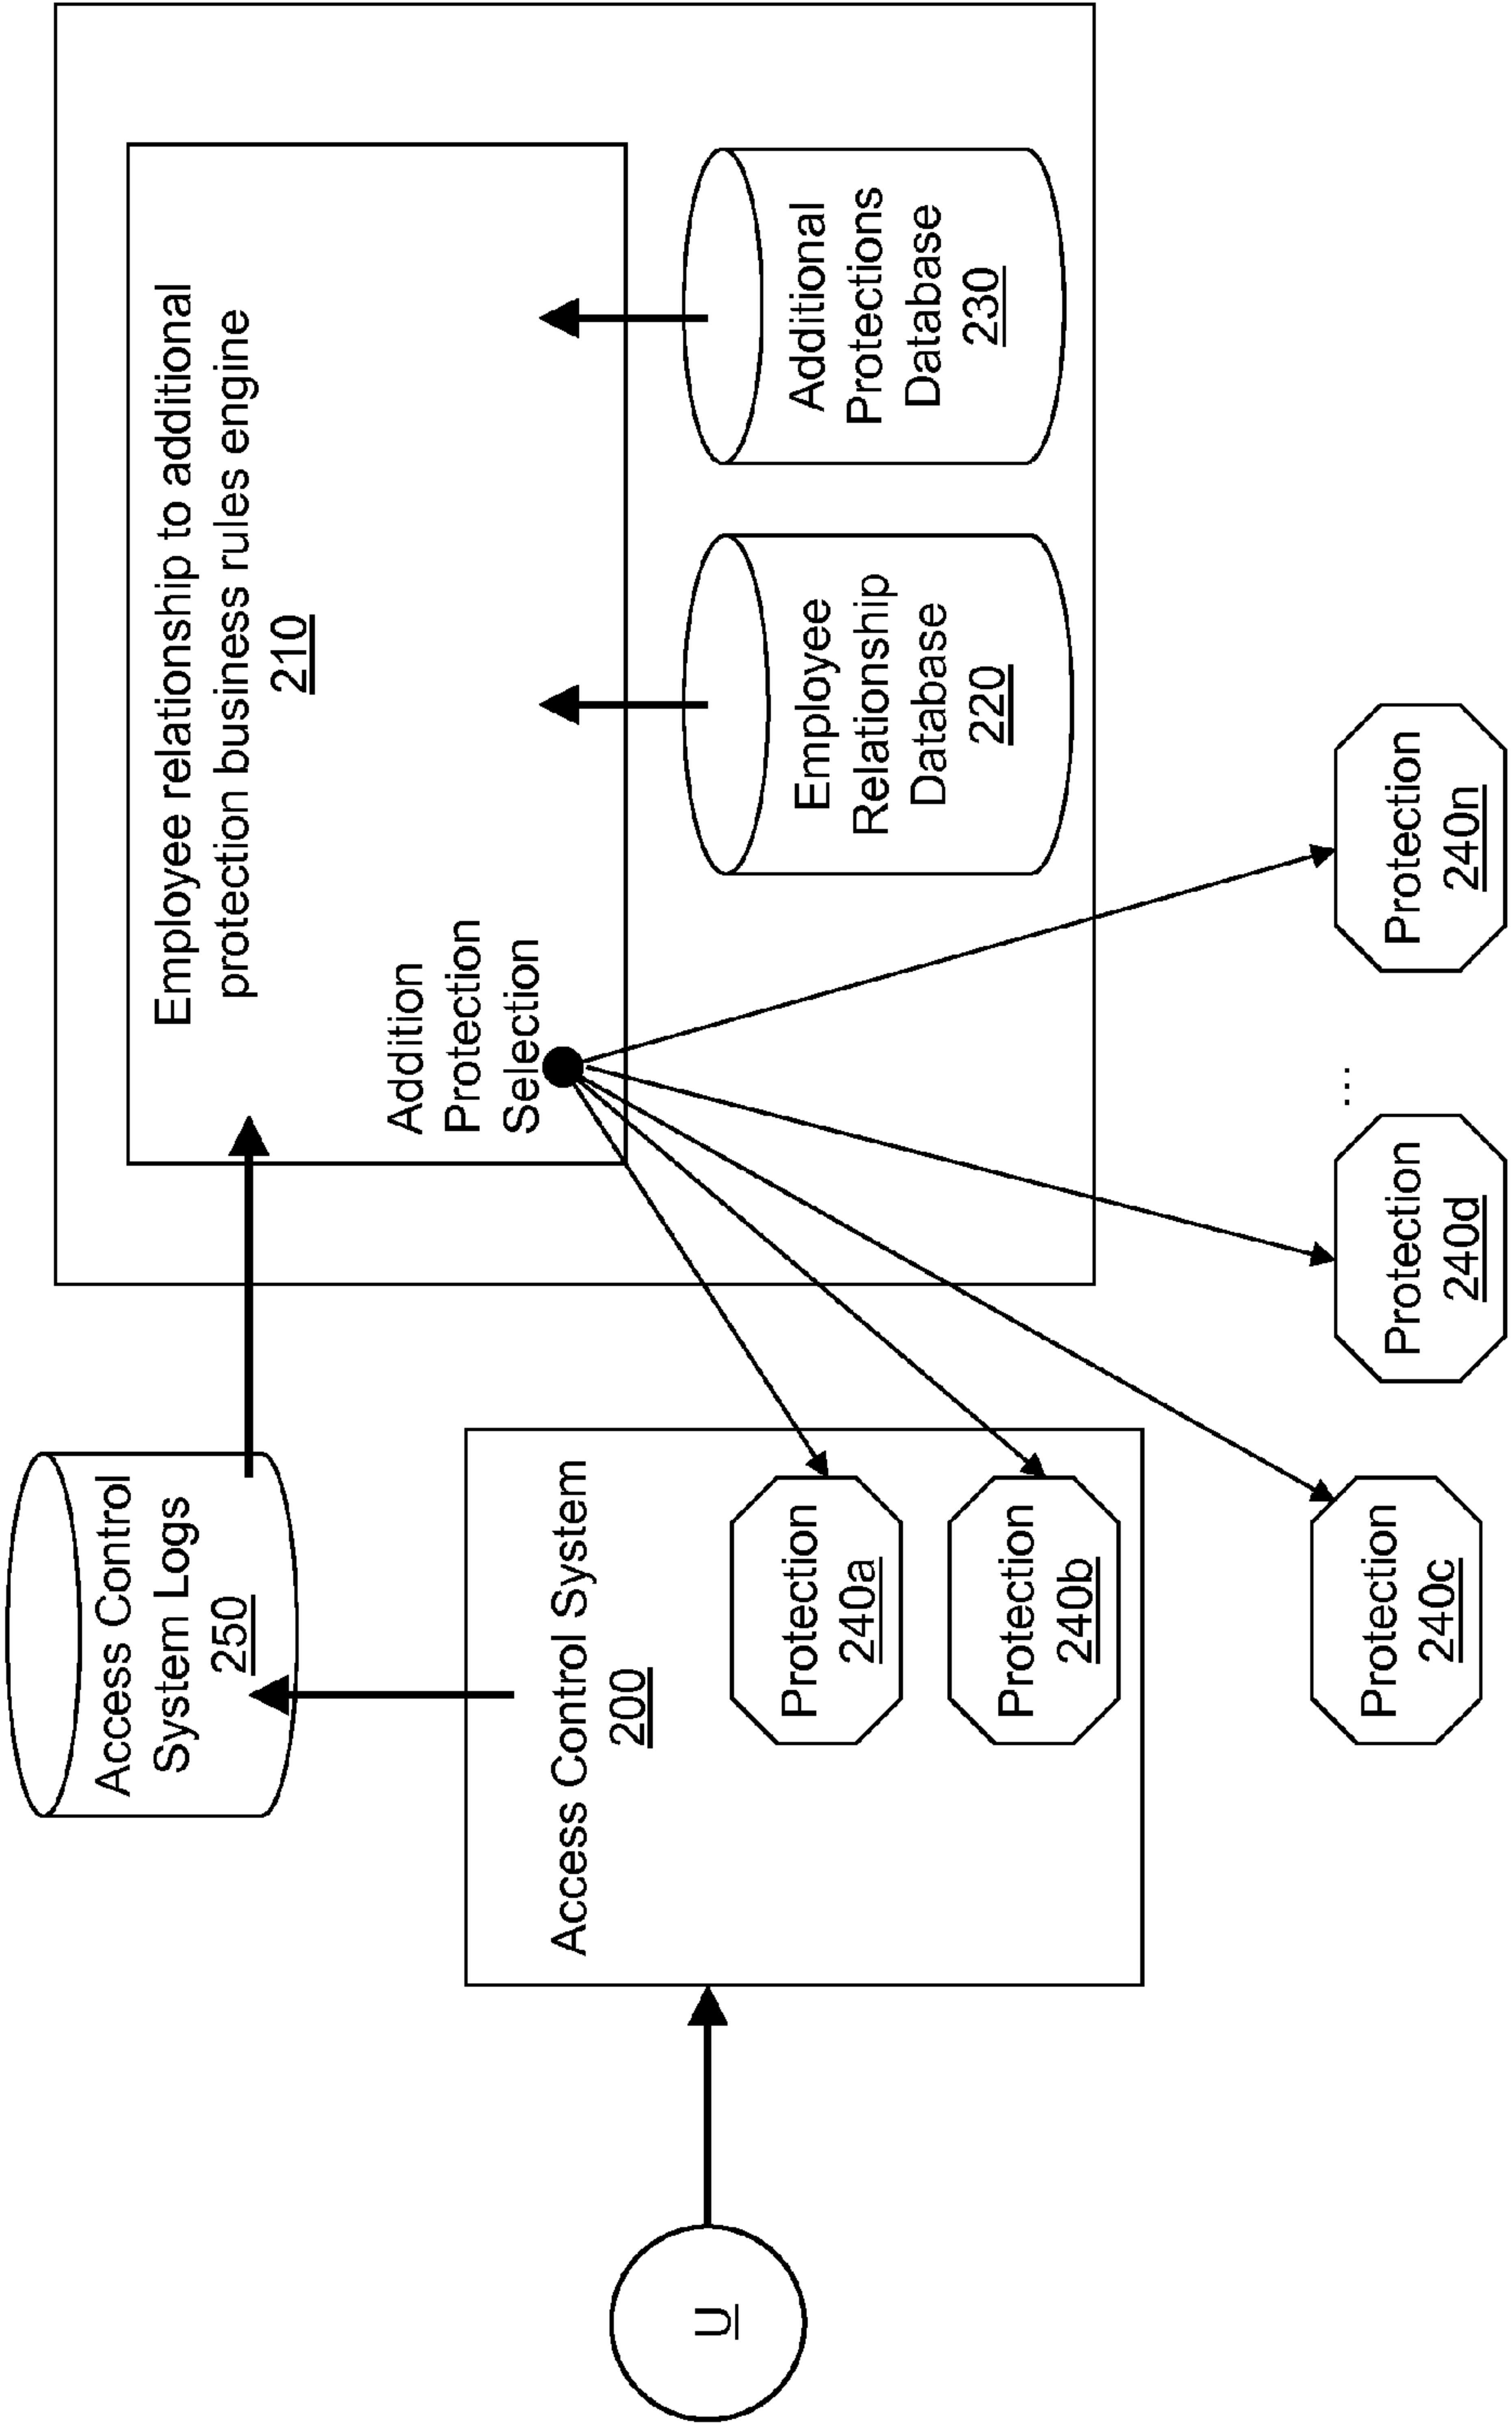 Access Control
System Logs
250
Employee relationship to additional
protection business rules engine
210
Addition
Protection
Selection
U
Access Control System
200
Protection
240a
Protection
240b
Protection
240c
Protection
240d
...
Protection
240n
Employee
Relationship
Database
220
Additional
Protections
Database
230